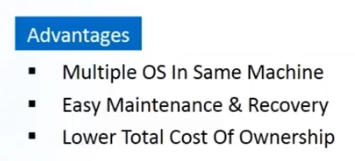 Advantages
▪ Multiple OS In Same Machine
▪ Easy Maintenance & Recovery
▪ Lower Total Cost Of Ownership